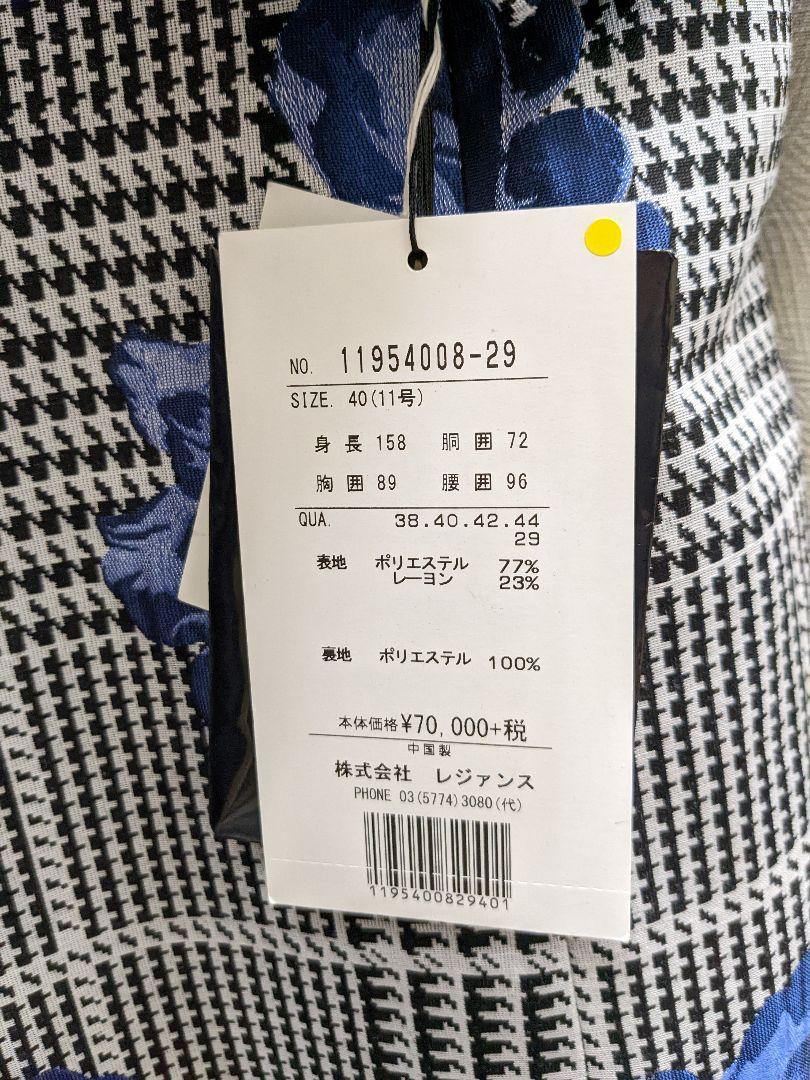 NO. 11954008-29
SIZE. 40(11号)
身長 158 胴囲 72
胸囲 89 腰囲 96
QUA. 38.40.42.44
29
表地 ポリエステル 77%
レーヨン 23%
裏地 ポリエステル 100%
本体価格 ¥70,000+税
中国製
株式会社 レジァンス
PHONE 03(5774)3080(代)
1195400829401